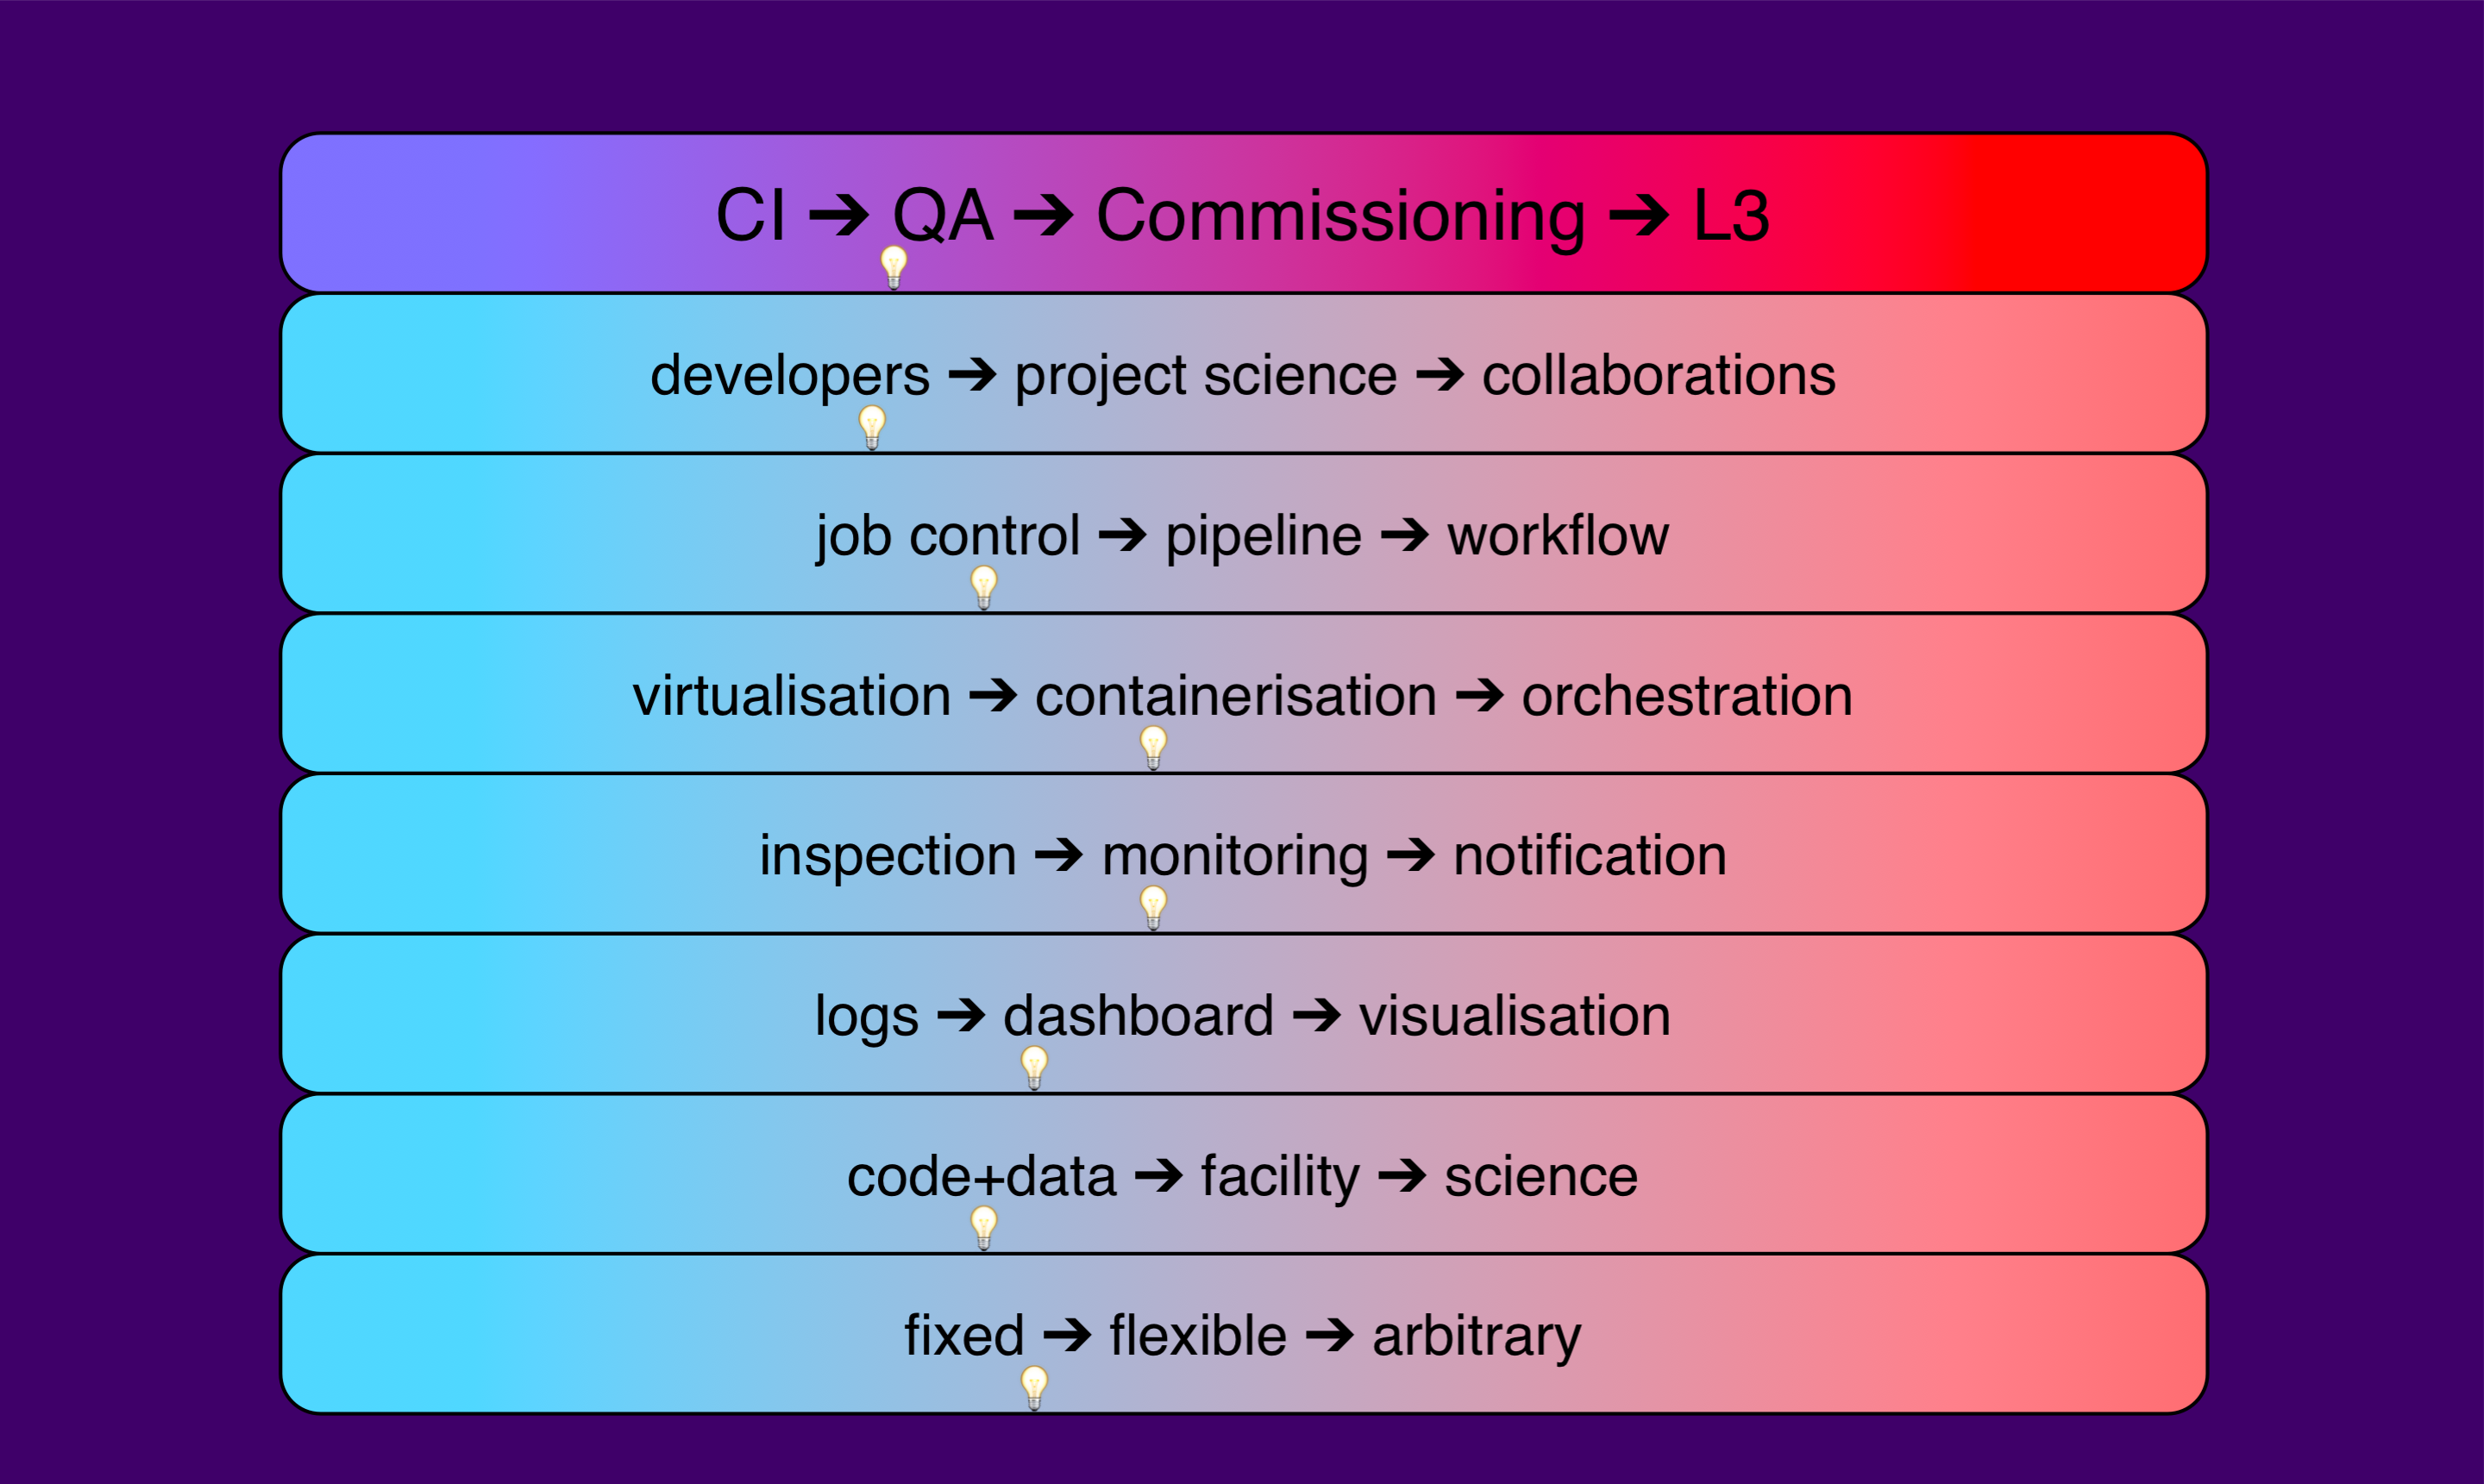 CI ➔ QA ➔ Commissioning ➔ L3
developers ➔ project science ➔ collaborations
job control ➔ pipeline ➔ workflow
virtualisation ➔ containerisation ➔ orchestration
inspection ➔ monitoring ➔ notification
logs ➔ dashboard ➔ visualisation
code+data ➔ facility ➔ science
fixed ➔ flexible ➔ arbitrary